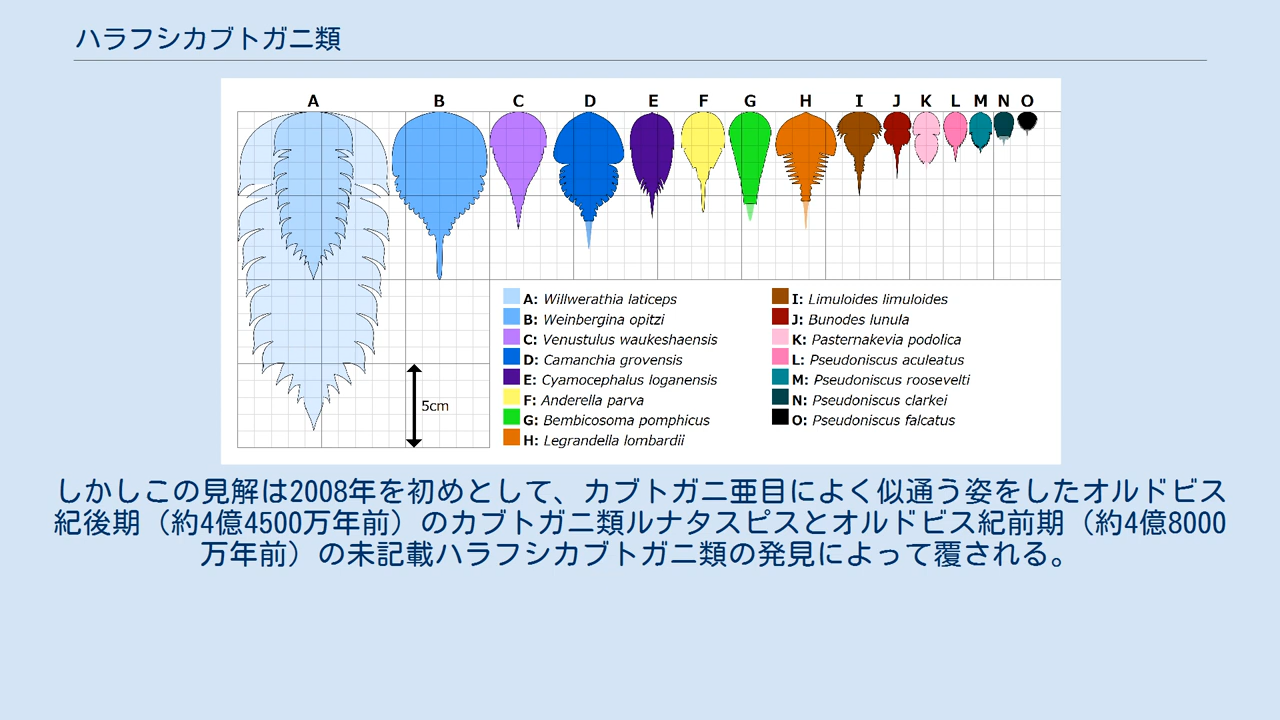 ハラフシカブトガニ類
A B C D E F G H I J K L M N O
A: Willwerathia laticeps
B: Weinbergina opitzi
C: Venustulus waukeshaensis
D: Camanchia grovensis
E: Cyamocephalus loganensis
F: Anderella parva
G: Bembicosoma pomphicus
H: Legrandella lombardii
I: Limuloides limuloides
J: Bunodes lunula
K: Pasternakevia podolica
L: Pseudoniscus aculeatus
M: Pseudoniscus roosevelti
N: Pseudoniscus clarkei
O: Pseudoniscus falcatus
5cm
しかしこの見解は2008年を初めとして、カブトガニ亜目によく似通う姿をしたオルドビス
紀後期（約4億4500万年前）のカブトガニ類ルナタスピスとオルドビス紀前期（約4億8000
万年前）の未記載ハラフシカブトガニ類の発見によって覆される。